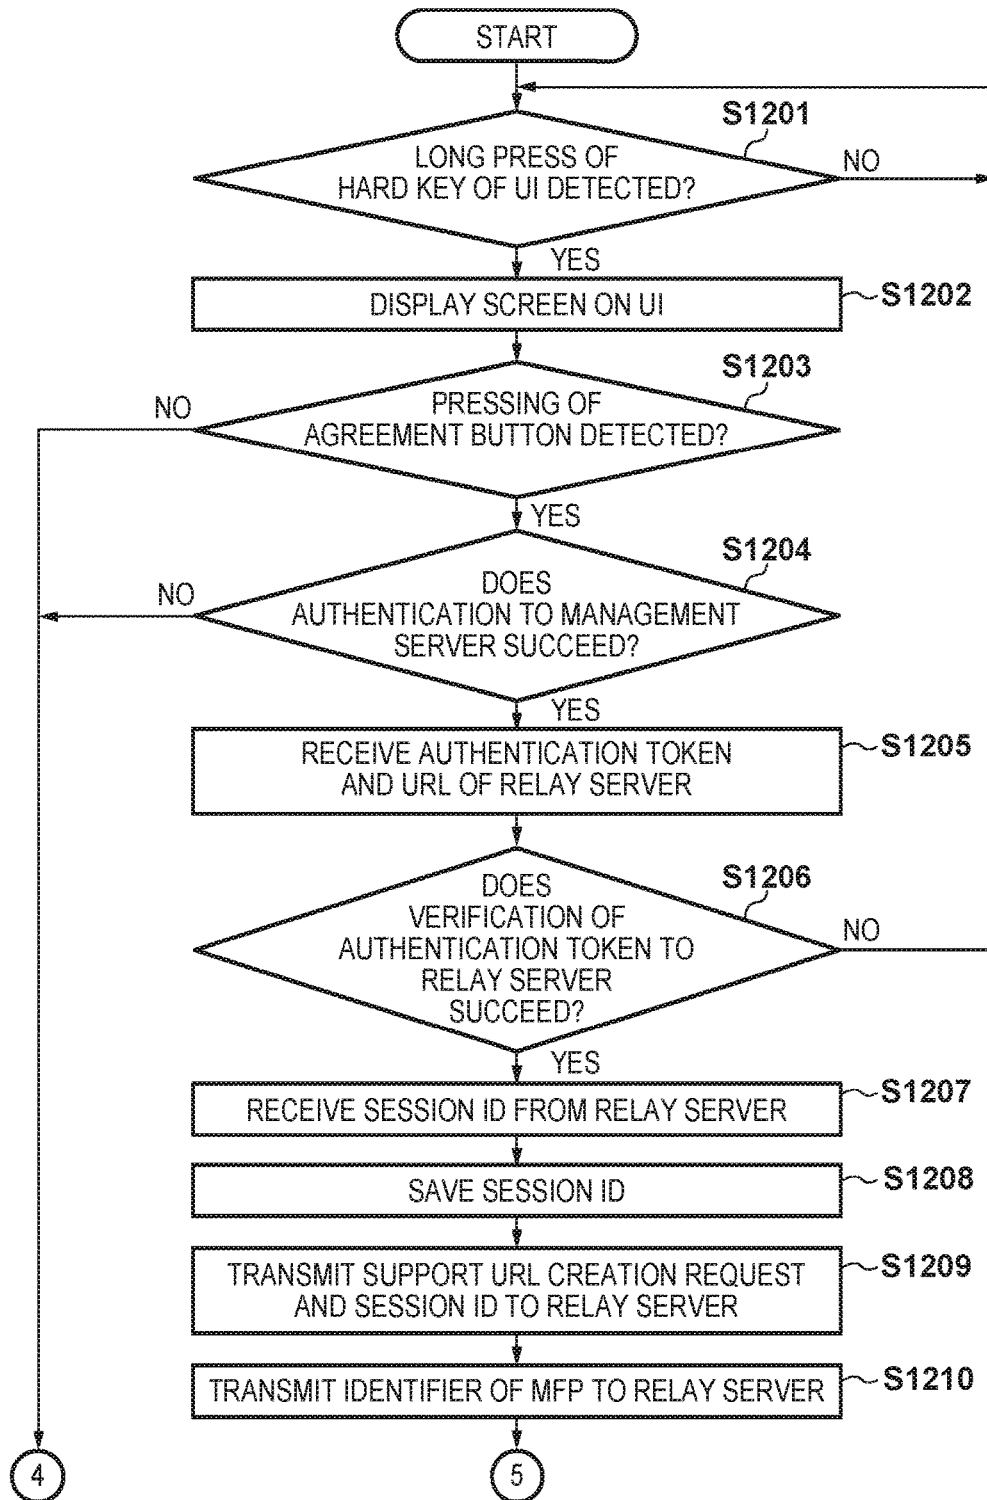 START
S1201
LONG PRESS OF
HARD KEY OF UI DETECTED?
NO
YES
DISPLAY SCREEN ON UI
S1202
S1203
NO
PRESSING OF
AGREEMENT BUTTON DETECTED?
YES
S1204
NO
DOES
AUTHENTICATION TO MANAGEMENT
SERVER SUCCEED?
YES
RECEIVE AUTHENTICATION TOKEN
AND URL OF RELAY SERVER
S1205
S1206
DOES
VERIFICATION OF
AUTHENTICATION TOKEN TO
RELAY SERVER
SUCCEED?
NO
YES
RECEIVE SESSION ID FROM RELAY SERVER
S1207
SAVE SESSION ID
S1208
TRANSMIT SUPPORT URL CREATION REQUEST
AND SESSION ID TO RELAY SERVER
S1209
TRANSMIT IDENTIFIER OF MFP TO RELAY SERVER
S1210
4
5